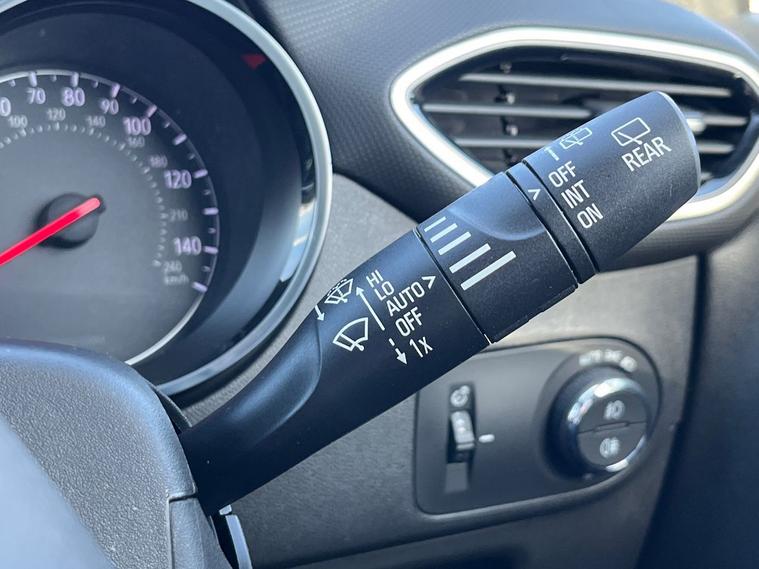 70
80
90
100
120
140
100
120
140
160
180
210
240
km/h
HI
LO
AUTO
OFF
1x
OFF
INT
ON
REAR